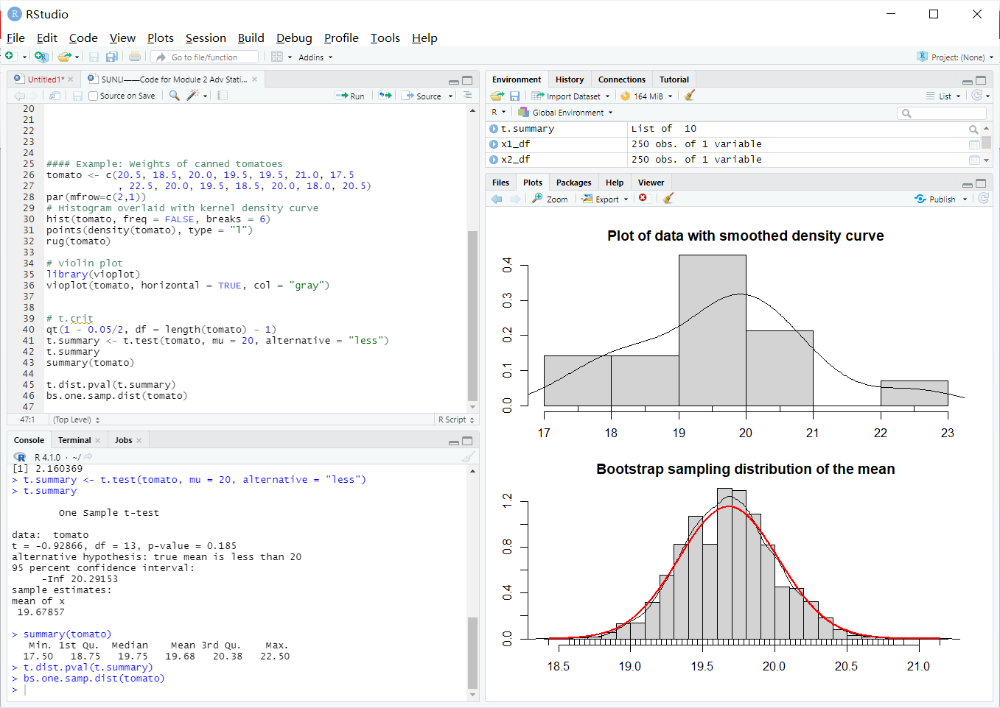 RStudio
File Edit Code View Plots Session Build Debug Profile Tools Help
Go to file/function Addins Project: (None)
Untitled1* SUNLI——Code for Module 2 Adv Stati...
Source on Save Run Source
20
21
22
23
24
25 #### Example: Weights of canned tomatoes
26 tomato <- c(20.5, 18.5, 20.0, 19.5, 19.5, 21.0, 17.5
27 , 22.5, 20.0, 19.5, 18.5, 20.0, 18.0, 20.5)
28 par(mfrow=c(2,1))
29 # Histogram overlaid with kernel density curve
30 hist(tomato, freq = FALSE, breaks = 6)
31 points(density(tomato), type = "l")
32 rug(tomato)
33
34 # violin plot
35 library(vioplot)
36 vioplot(tomato, horizontal = TRUE, col = "gray")
37
38
39 # t.crit
40 qt(1 - 0.05/2, df = length(tomato) - 1)
41 t.summary <- t.test(tomato, mu = 20, alternative = "less")
42 t.summary
43 summary(tomato)
44
45 t.dist.pval(t.summary)
46 bs.one.samp.dist(tomato)
47
47:1 (Top Level) R Script
Console Terminal Jobs
R 4.1.0 · ~/
[1] 2.160369
> t.summary <- t.test(tomato, mu = 20, alternative = "less")
> t.summary
One Sample t-test
data: tomato
t = -0.92866, df = 13, p-value = 0.185
alternative hypothesis: true mean is less than 20
95 percent confidence interval:
-Inf 20.29153
sample estimates:
mean of x
19.67857
> summary(tomato)
Min. 1st Qu. Median Mean 3rd Qu. Max.
17.50 18.75 19.75 19.68 20.38 22.50
> t.dist.pval(t.summary)
> bs.one.samp.dist(tomato)
>
Environment History Connections Tutorial
Import Dataset 164 MiB List
R Global Environment
t.summary List of 10
x1_df 250 obs. of 1 variable
x2_df 250 obs. of 1 variable
Files Plots Packages Help Viewer
Zoom Export Publish
Plot of data with smoothed density curve
0.4
0.3
0.2
0.1
0.0
17 18 19 20 21 22 23
Bootstrap sampling distribution of the mean
1.2
0.8
0.4
0.0
18.5 19.0 19.5 20.0 20.5 21.0